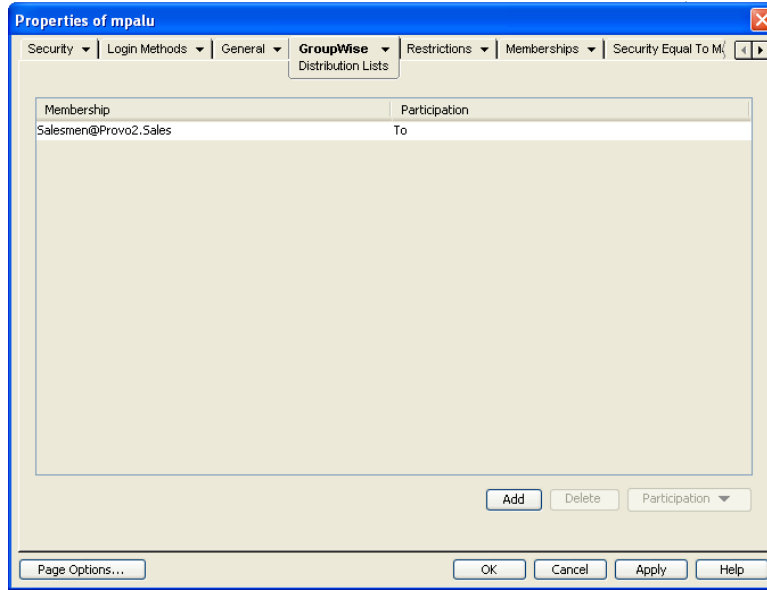 Properties of mpalu
Security Login Methods General GroupWise Restrictions Memberships Security Equal To M
Distribution Lists
Membership Participation
Salesmen@Provo2.Sales To
Add Delete Participation
Page Options... OK Cancel Apply Help